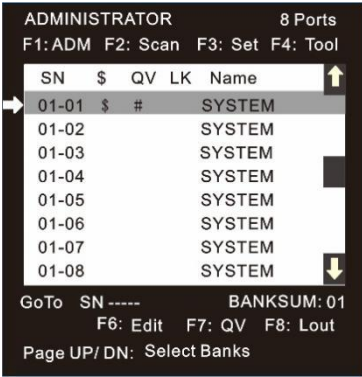 ADMINISTRATOR 8 Ports
F1: ADM F2: Scan F3: Set F4: Tool
SN $ QV LK Name
01-01 $ # SYSTEM
01-02 SYSTEM
01-03 SYSTEM
01-04 SYSTEM
01-05 SYSTEM
01-06 SYSTEM
01-07 SYSTEM
01-08 SYSTEM
GoTo SN ----- BANKSUM: 01
F6: Edit F7: QV F8: Lout
Page UP/ DN: Select Banks